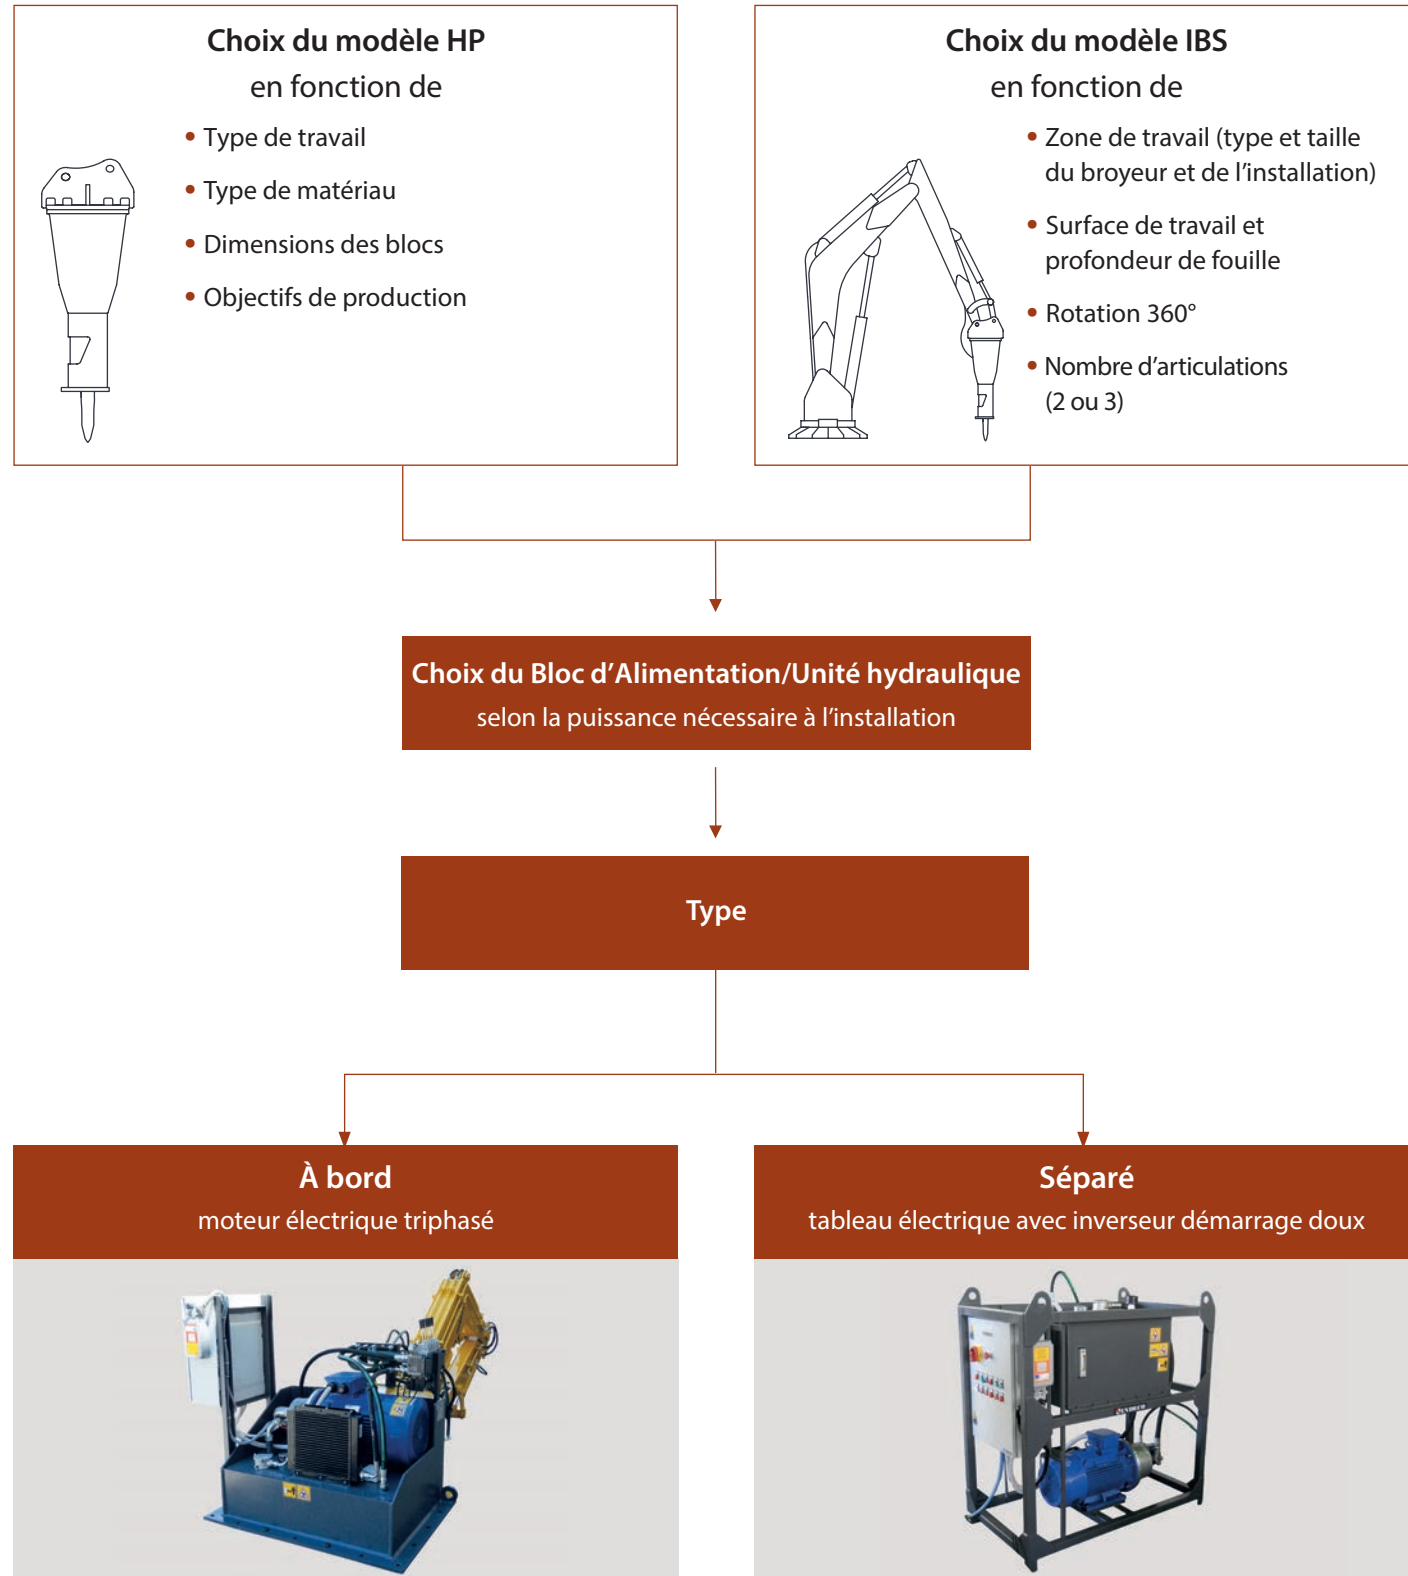 Choix du modèle HP
en fonction de
• Type de travail
• Type de matériau
• Dimensions des blocs
• Objectifs de production
Choix du modèle IBS
en fonction de
• Zone de travail (type et taille
du broyeur et de l’installation)
• Surface de travail et
profondeur de fouille
• Rotation 360°
• Nombre d’articulations
(2 ou 3)
Choix du Bloc d’Alimentation/Unité hydraulique
selon la puissance nécessaire à l’installation
Type
À bord
moteur électrique triphasé
Séparé
tableau électrique avec inverseur démarrage doux